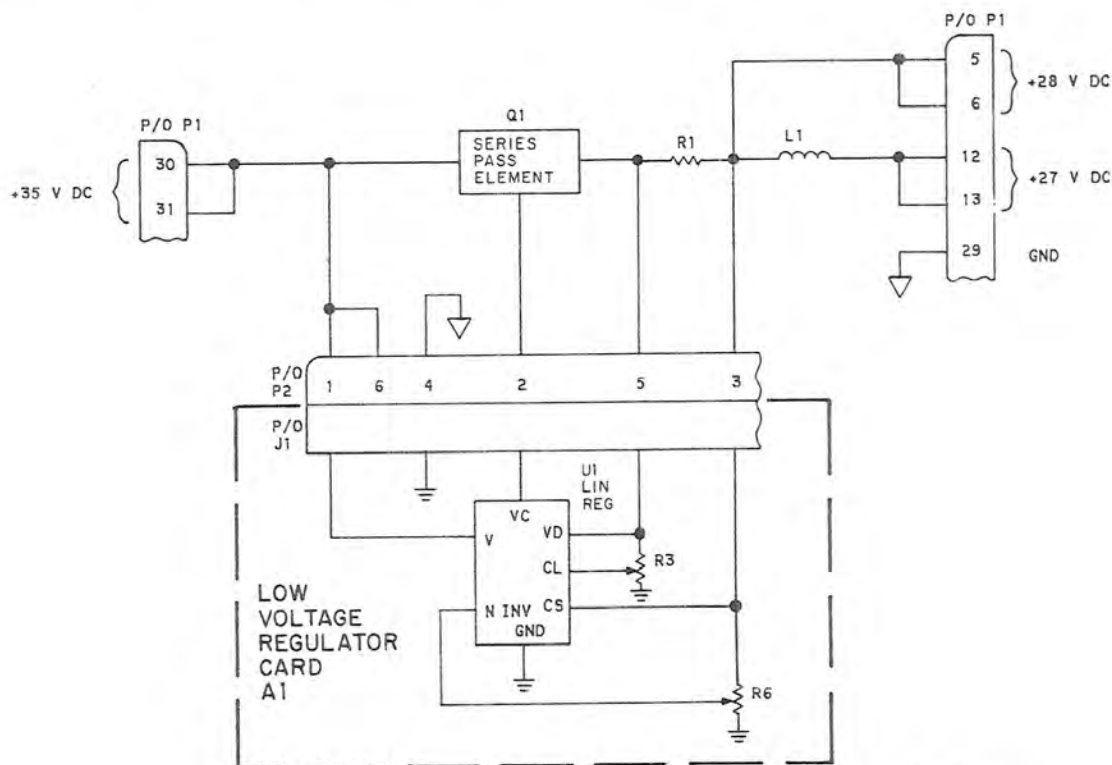 P/O P1
5
+28 V DC
6
Q1
P/O P1
SERIES
PASS
ELEMENT
R1
L1
30
12
+35 V DC
+27 V DC
31
13
29
GND
P/O
P2
1
6
4
2
5
3
P/O
J1
U1
LIN
REG
VC
V
VD
CL
R3
N INV
CS
GND
LOW
VOLTAGE
REGULATOR
CARD
A1
R6